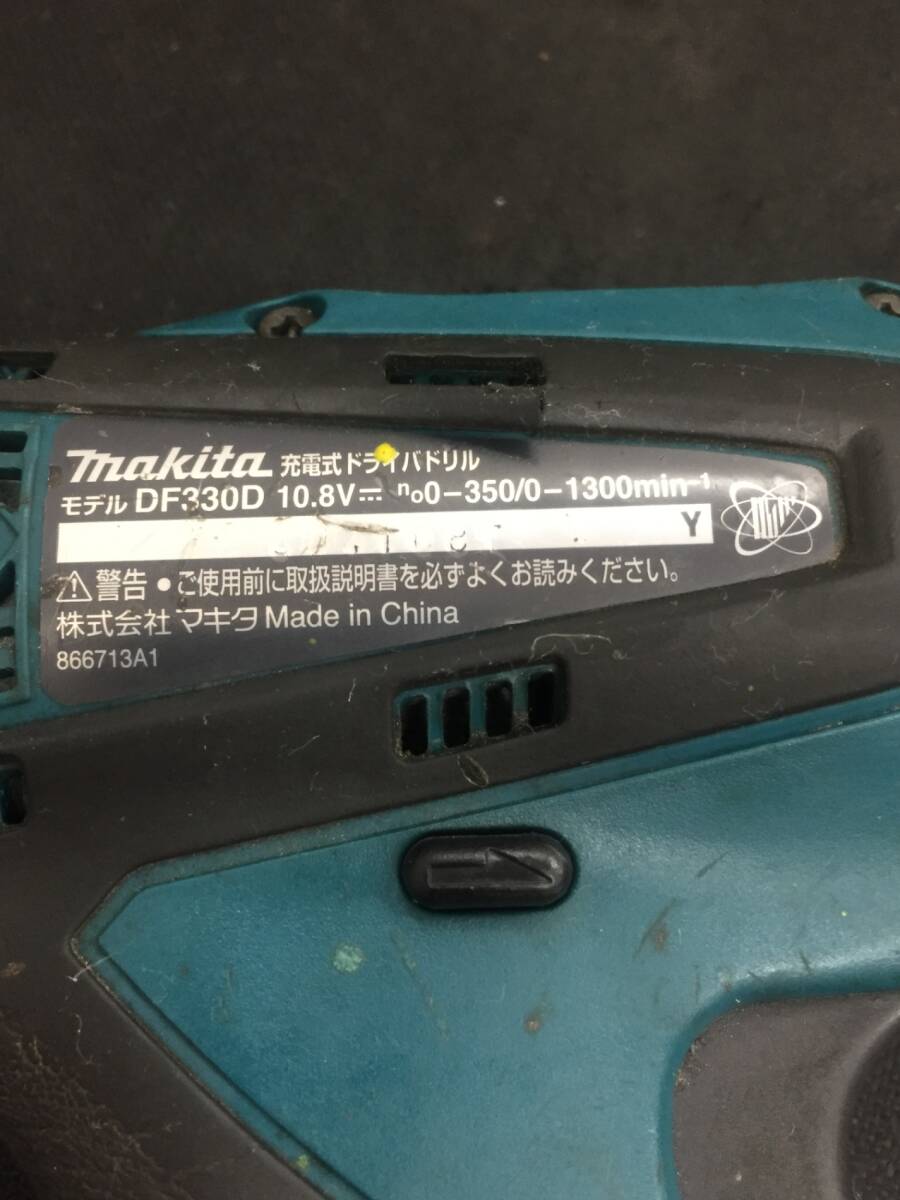 makita 充電式ドライバドリル
モデル DF330D 10.8V⎓ n₀0-350/0-1300min⁻¹
Y
⚠警告 • ご使用前に取扱説明書を必ずよくお読みください。
株式会社 マキタ Made in China
866713A1